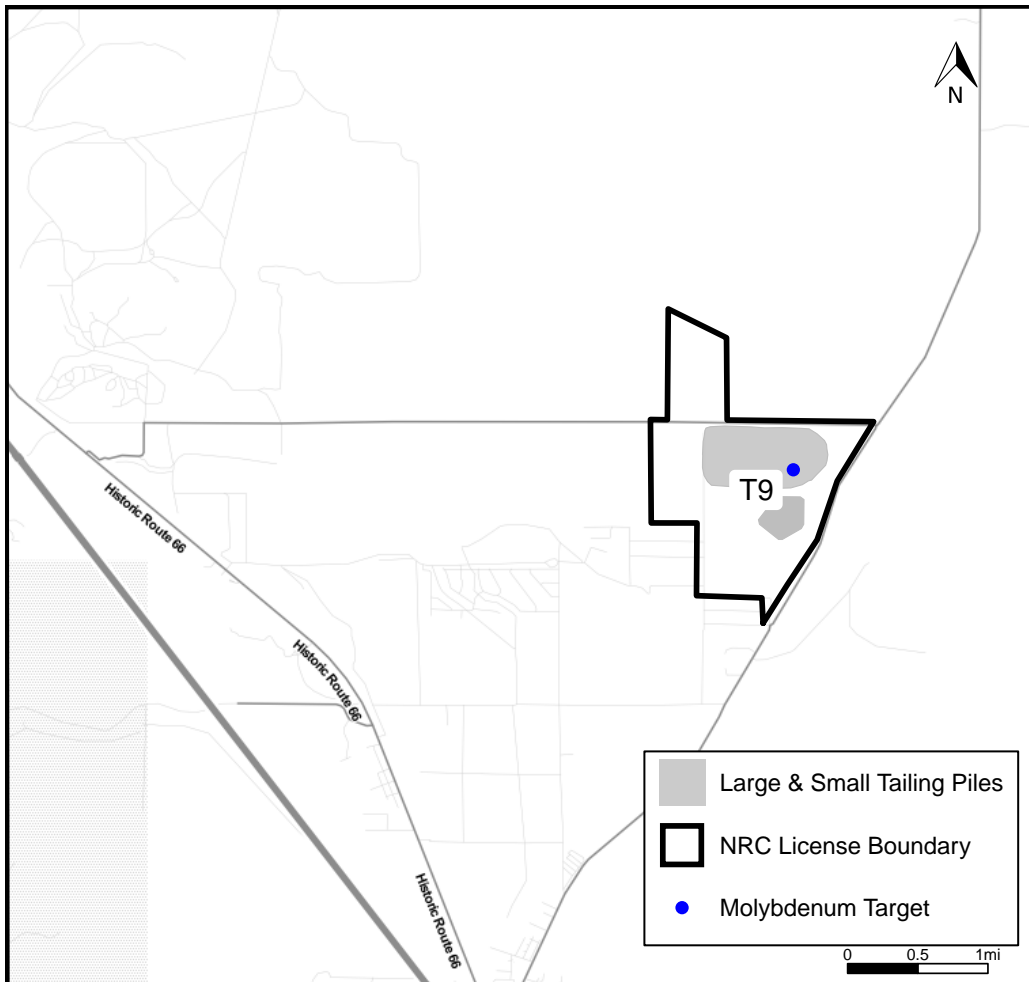 N
T9
Historic Route 66
Historic Route 66
Historic Route 66
Large & Small Tailing Piles
NRC License Boundary
Molybdenum Target
0 0.5 1mi